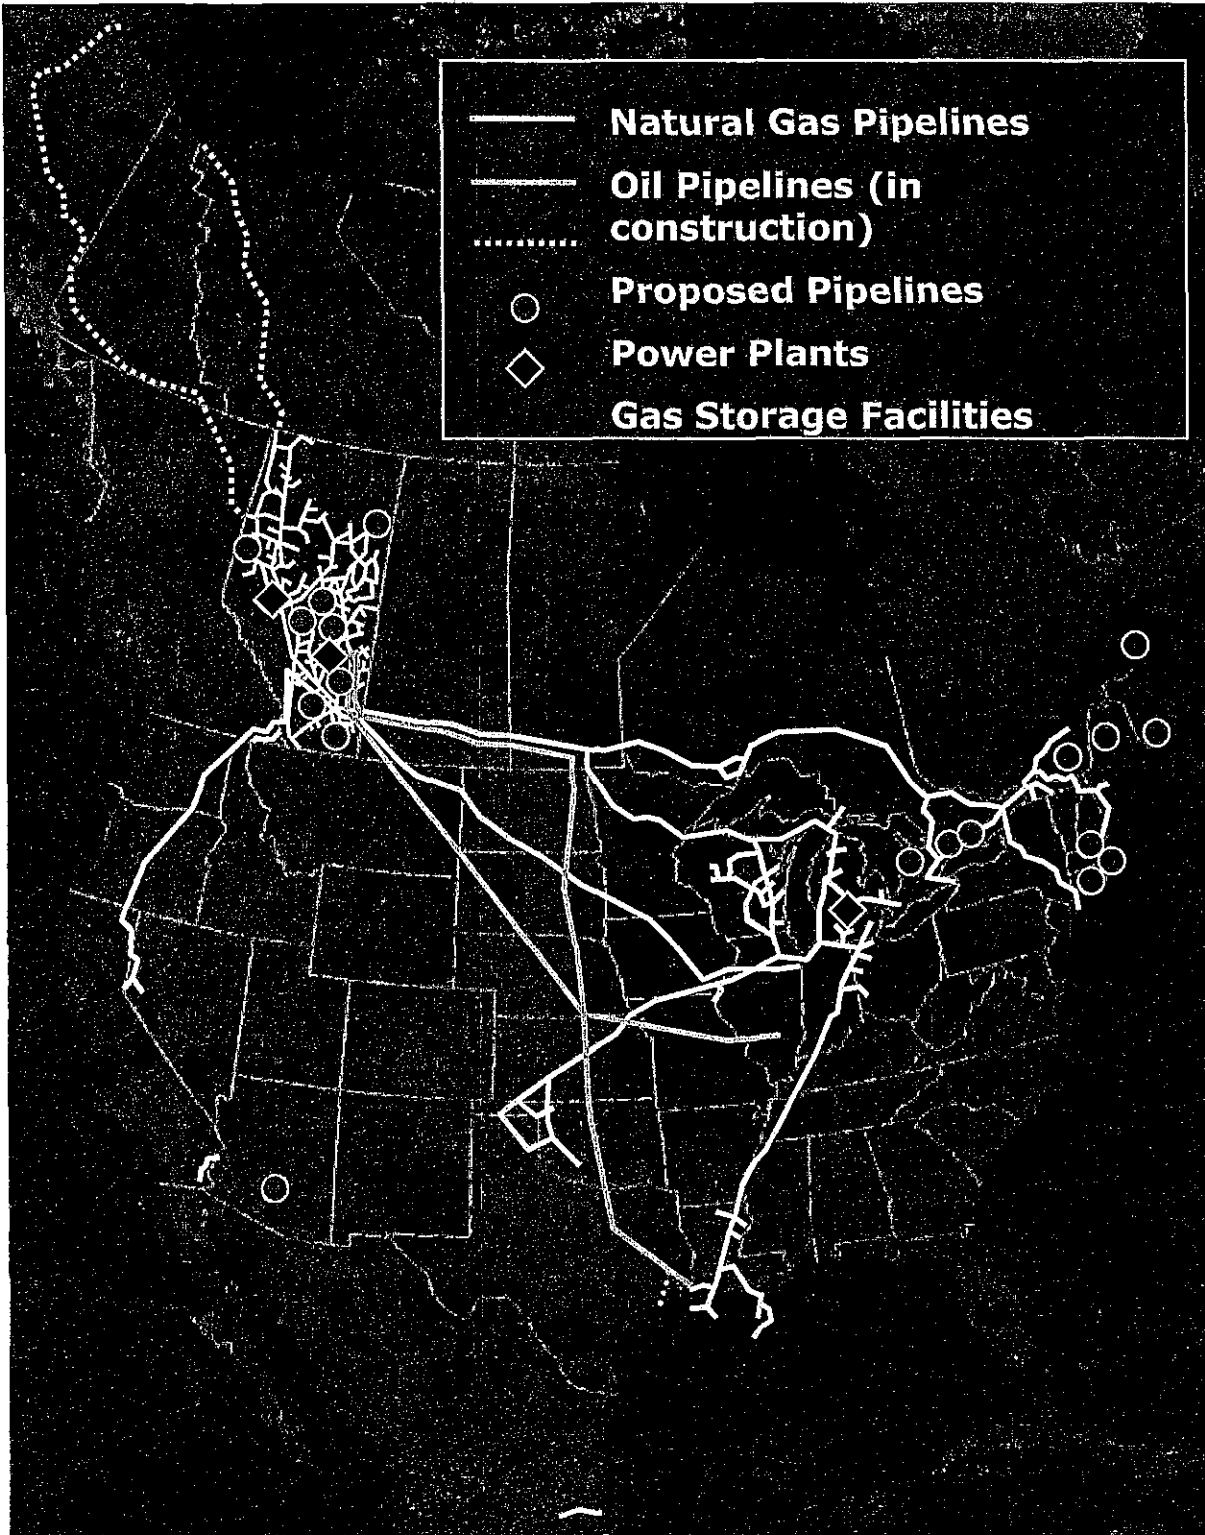 Natural Gas Pipelines
Oil Pipelines (in
construction)
Proposed Pipelines
Power Plants
Gas Storage Facilities